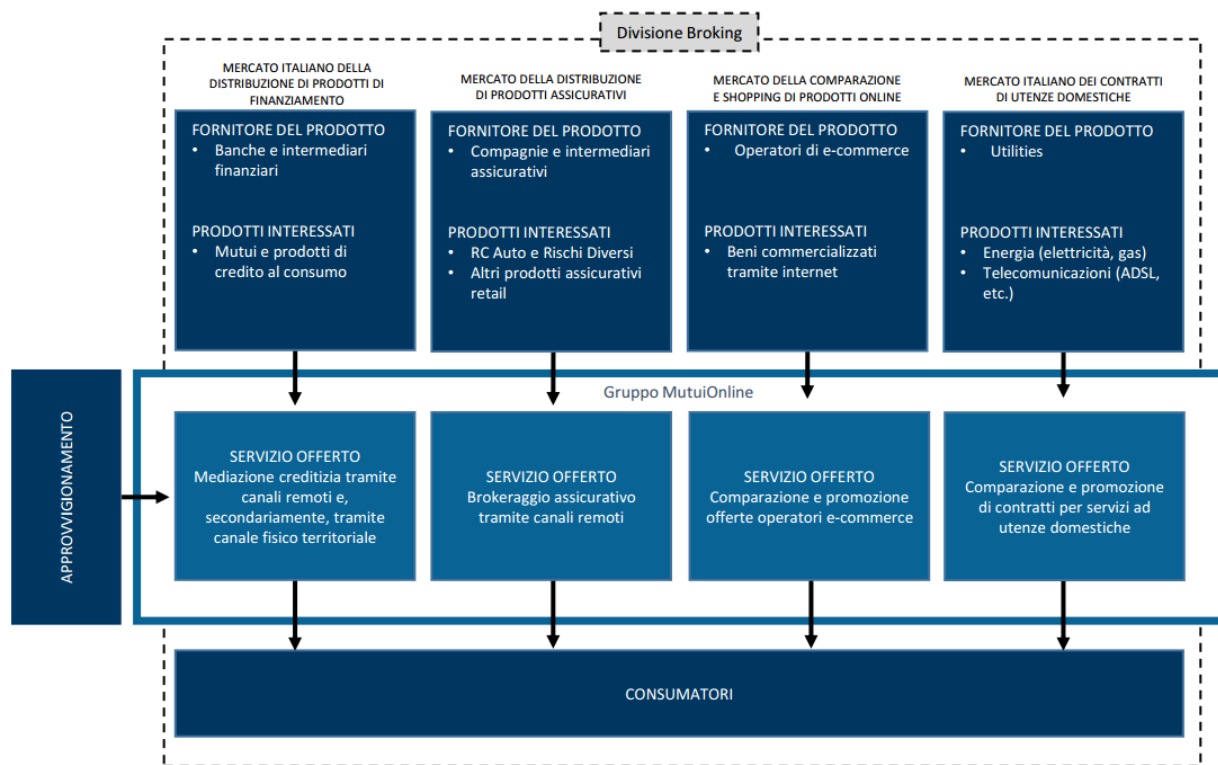 Divisione Broking
MERCATO ITALIANO DELLA
DISTRIBUZIONE DI PRODOTTI DI
FINANZIAMENTO
FORNITORE DEL PRODOTTO
• Banche e intermediari
finanziari
PRODOTTI INTERESSATI
• Mutui e prodotti di
credito al consumo
MERCATO DELLA DISTRIBUZIONE
DI PRODOTTI ASSICURATIVI
FORNITORE DEL PRODOTTO
• Compagnie e intermediari
assicurativi
PRODOTTI INTERESSATI
• RC Auto e Rischi Diversi
• Altri prodotti assicurativi
retail
MERCATO DELLA COMPARAZIONE
E SHOPPING DI PRODOTTI ONLINE
FORNITORE DEL PRODOTTO
• Operatori di e-commerce
PRODOTTI INTERESSATI
• Beni commercializzati
tramite internet
MERCATO ITALIANO DEI CONTRATTI
DI UTENZE DOMESTICHE
FORNITORE DEL PRODOTTO
• Utilities
PRODOTTI INTERESSATI
• Energia (elettricità, gas)
• Telecomunicazioni (ADSL,
etc.)
APPROVVIGIONAMENTO
Gruppo MutuiOnline
SERVIZIO OFFERTO
Mediazione creditizia tramite
canali remoti e,
secondariamente, tramite
canale fisico territoriale
SERVIZIO OFFERTO
Brokeraggio assicurativo
tramite canali remoti
SERVIZIO OFFERTO
Comparazione e promozione
offerte operatori e-commerce
SERVIZIO OFFERTO
Comparazione e promozione
di contratti per servizi ad
utenze domestiche
CONSUMATORI